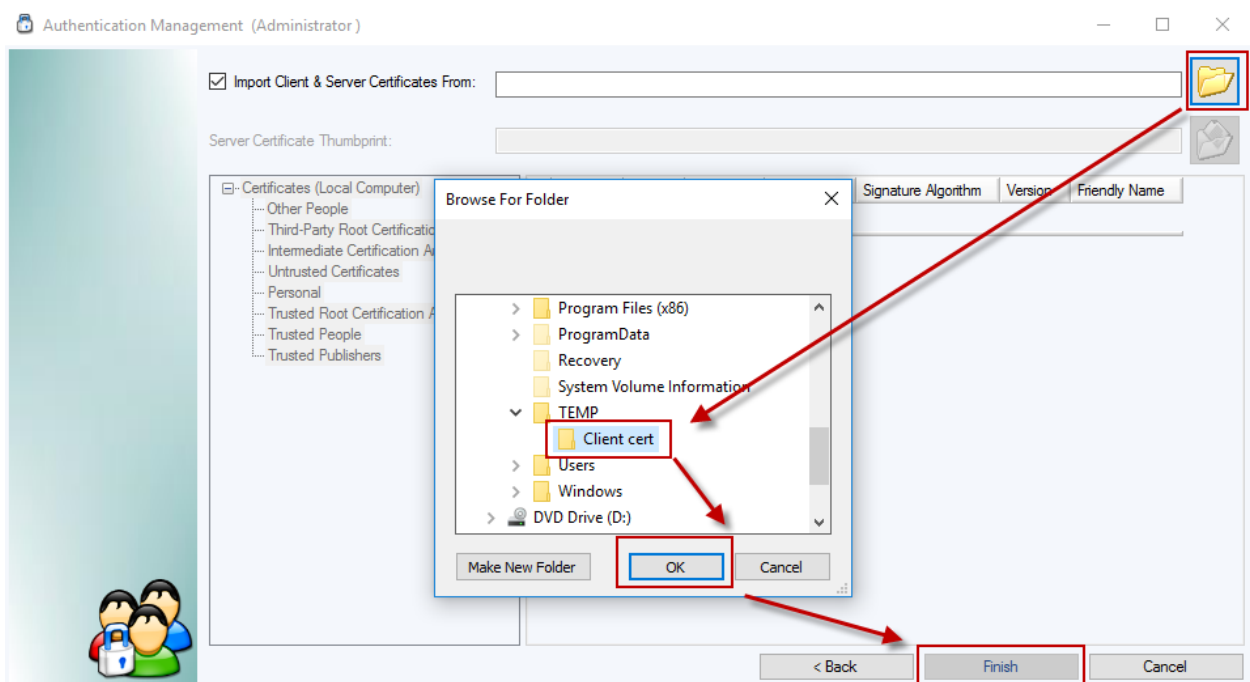 Authentication Management (Administrator )
Import Client & Server Certificates From:
Server Certificate Thumbprint:
Certificates (Local Computer)
Other People
Third-Party Root Certificatic
Intermediate Certification A
Untrusted Certificates
Personal
Trusted Root Certification A
Trusted People
Trusted Publishers
Signature Algorithm Version Friendly Name
Browse For Folder
Program Files (x86)
ProgramData
Recovery
System Volume Information
TEMP
Client cert
Users
Windows
DVD Drive (D:)
Make New Folder OK Cancel
< Back Finish Cancel